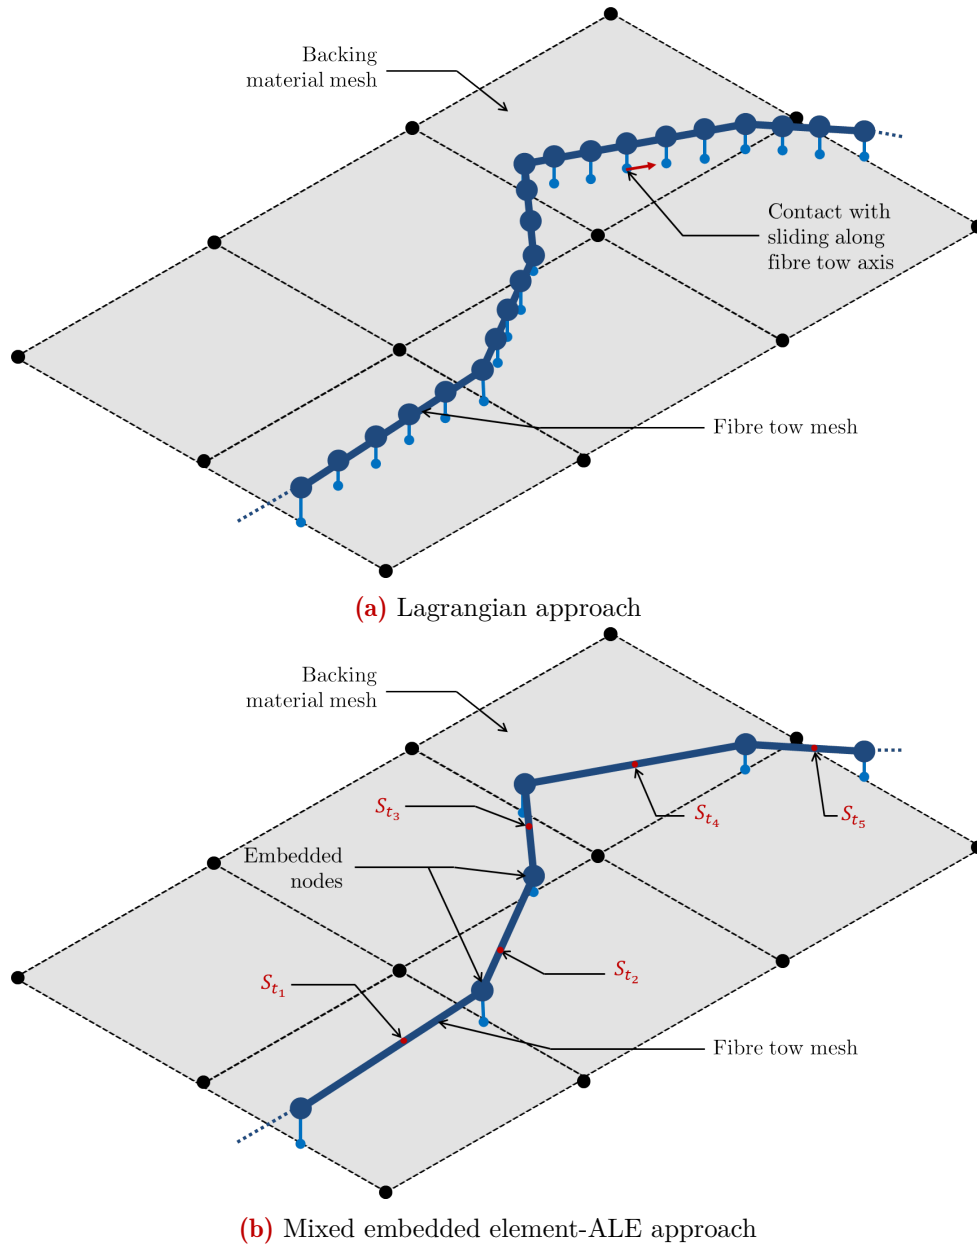 Backing
material mesh
Contact with
sliding along
fibre tow axis
Fibre tow mesh
(a) Lagrangian approach
Backing
material mesh
S_{t_3}
S_{t_4}
S_{t_5}
Embedded
nodes
S_{t_1}
S_{t_2}
Fibre tow mesh
(b) Mixed embedded element-ALE approach